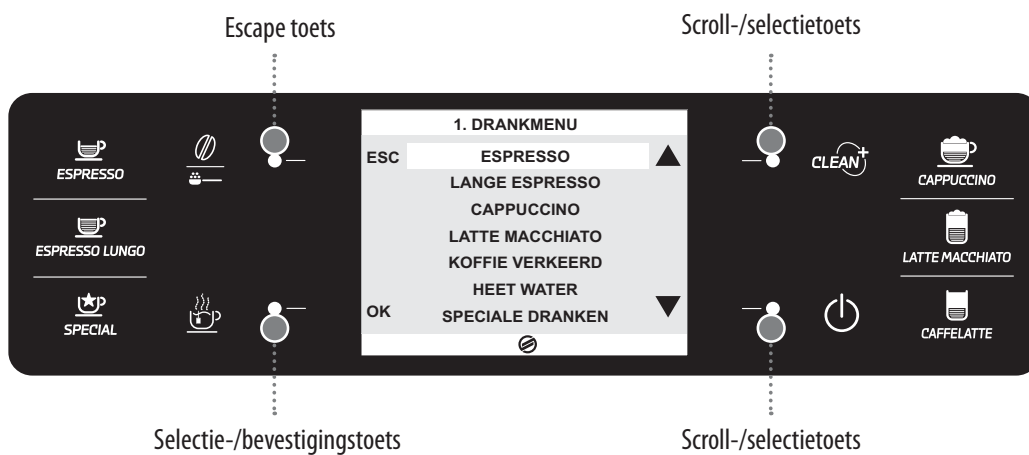 Escape toets
Scroll-/selectietoets
ESPRESSO
ESPRESSO LUNGO
SPECIAL
1. DRANKMENU
ESC
ESPRESSO
LANGE ESPRESSO
CAPPUCCINO
LATTE MACCHIATO
KOFFIE VERKEERD
HEET WATER
OK
SPECIALE DRANKEN
CLEAN+
CAPPUCCINO
LATTE MACCHIATO
CAFFELATTE
Selectie-/bevestigingstoets
Scroll-/selectietoets